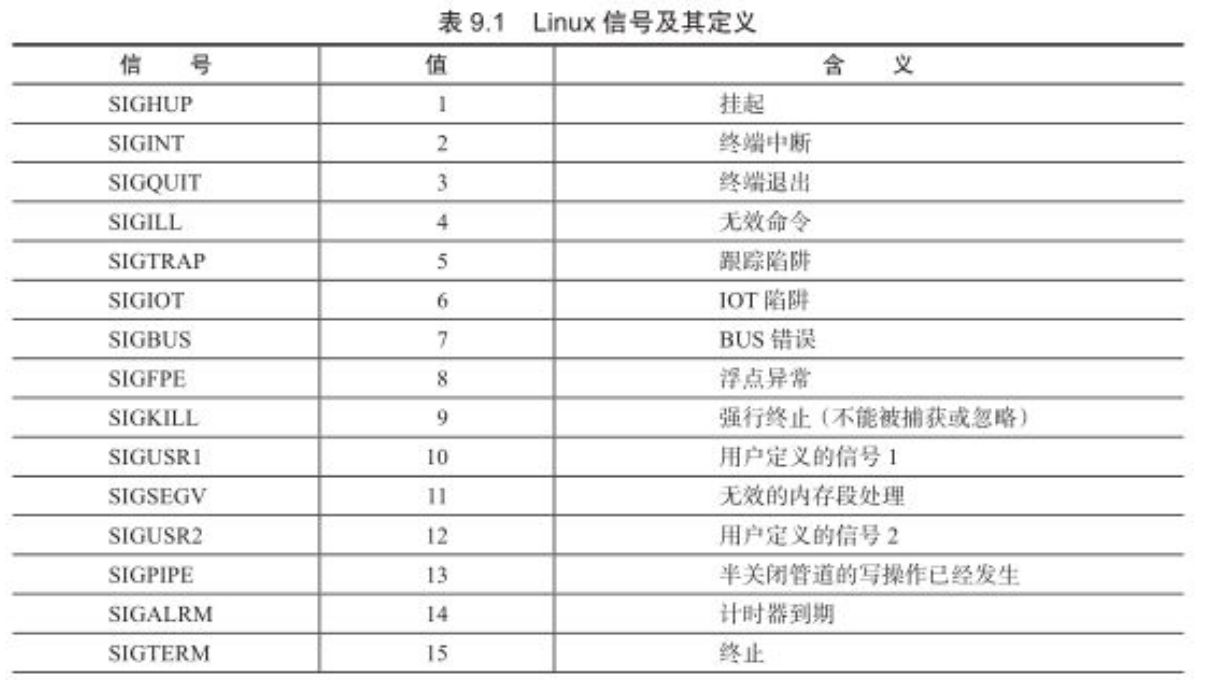 表 9.1 Linux 信号及其定义
信 号 值 含 义
SIGHUP 1 挂起
SIGINT 2 终端中断
SIGQUIT 3 终端退出
SIGILL 4 无效命令
SIGTRAP 5 跟踪陷阱
SIGIOT 6 IOT 陷阱
SIGBUS 7 BUS 错误
SIGFPE 8 浮点异常
SIGKILL 9 强行终止（不能被捕获或忽略）
SIGUSR1 10 用户定义的信号 1
SIGSEGV 11 无效的内存段处理
SIGUSR2 12 用户定义的信号 2
SIGPIPE 13 半关闭管道的写操作已经发生
SIGALRM 14 计时器到期
SIGTERM 15 终止